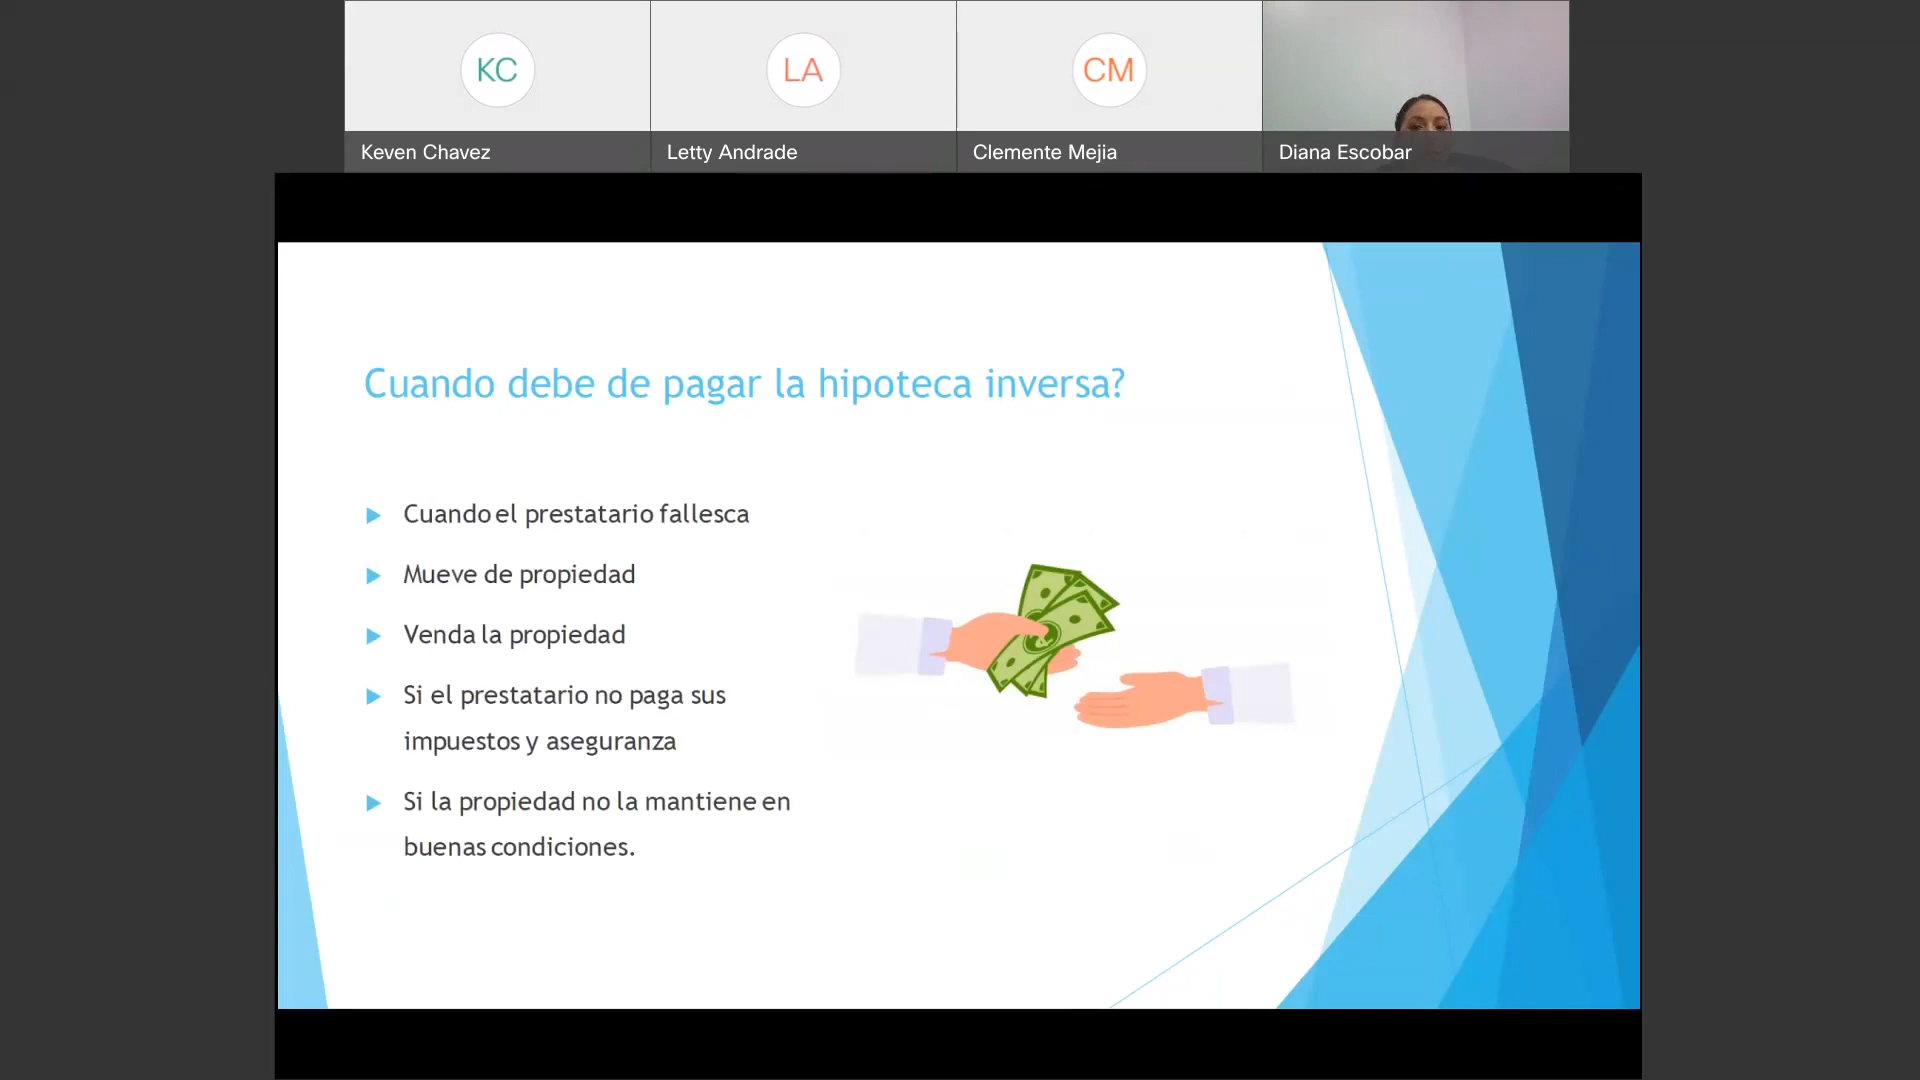 KC
LA
CM
Keven Chavez
Letty Andrade
Clemente Mejia
Diana Escobar
Cuando debe de pagar la hipoteca inversa?
Cuando el prestatario fallesca
Mueve de propiedad
Venda la propiedad
Si el prestatario no paga sus
impuestos y aseguranza
Si la propiedad no la mantiene en
buenas condiciones.